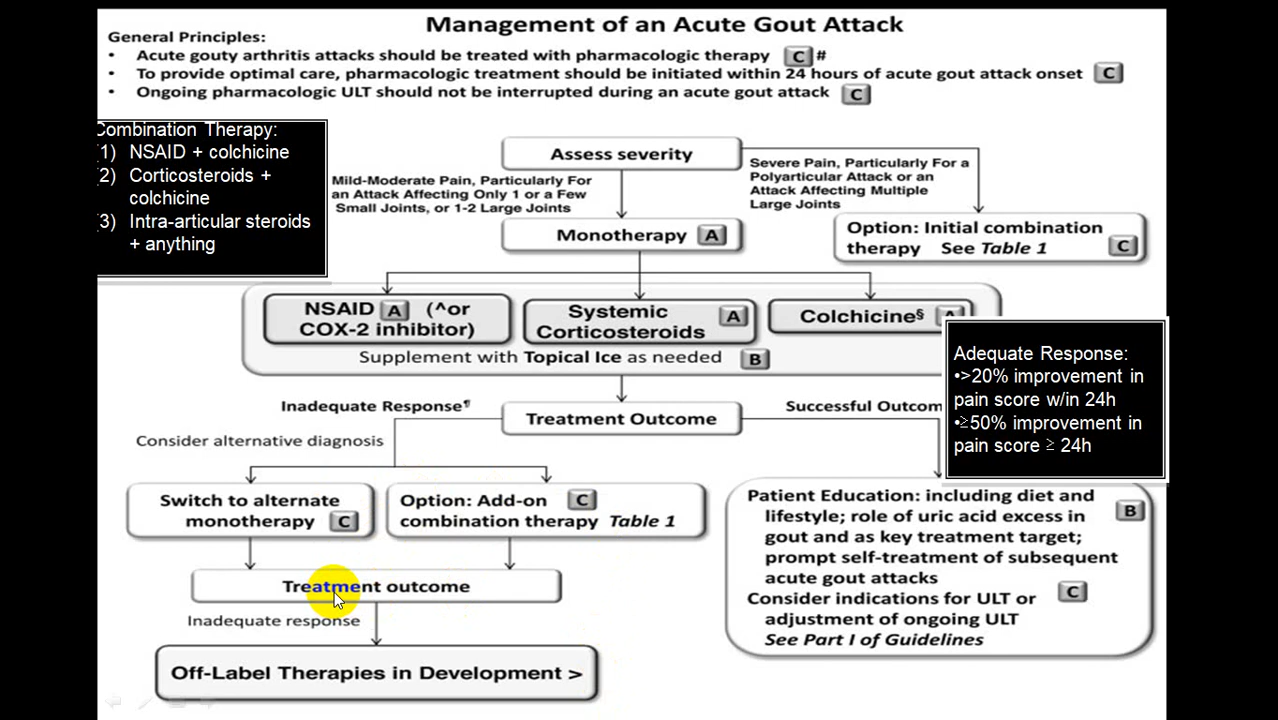 Management of an Acute Gout Attack
General Principles:
• Acute gouty arthritis attacks should be treated with pharmacologic therapy C #
• To provide optimal care, pharmacologic treatment should be initiated within 24 hours of acute gout attack onset C
• Ongoing pharmacologic ULT should not be interrupted during an acute gout attack C
Combination Therapy:
(1) NSAID + colchicine
(2) Corticosteroids +
colchicine
(3) Intra-articular steroids
+ anything
Assess severity
Mild-Moderate Pain, Particularly For
an Attack Affecting Only 1 or a Few
Small Joints, or 1-2 Large Joints
Severe Pain, Particularly For a
Polyarticular Attack or an
Attack Affecting Multiple
Large Joints
Monotherapy A
Option: Initial combination
therapy See Table 1 C
NSAID A (^or
COX-2 inhibitor)
Systemic
Corticosteroids A
Colchicine§ A
Supplement with Topical Ice as needed B
Adequate Response:
•>20% improvement in
pain score w/in 24h
•≥50% improvement in
pain score ≥ 24h
Inadequate Response¶
Treatment Outcome
Successful Outcom
Consider alternative diagnosis
Switch to alternate
monotherapy C
Option: Add-on C
combination therapy Table 1
Patient Education: including diet and
lifestyle; role of uric acid excess in B
gout and as key treatment target;
prompt self-treatment of subsequent
acute gout attacks
Consider indications for ULT or C
adjustment of ongoing ULT
See Part I of Guidelines
Treatment outcome
Inadequate response
Off-Label Therapies in Development >